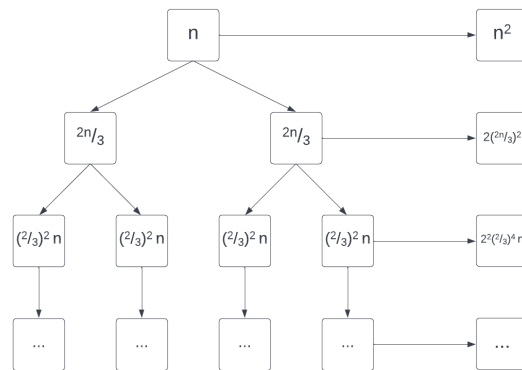 n n²
²ⁿ/₃ ²ⁿ/₃ 2(²ⁿ/₃)²
(²/₃)² n (²/₃)² n (²/₃)² n (²/₃)² n 2²(²/₃)⁴ n
... ... ... ... ...